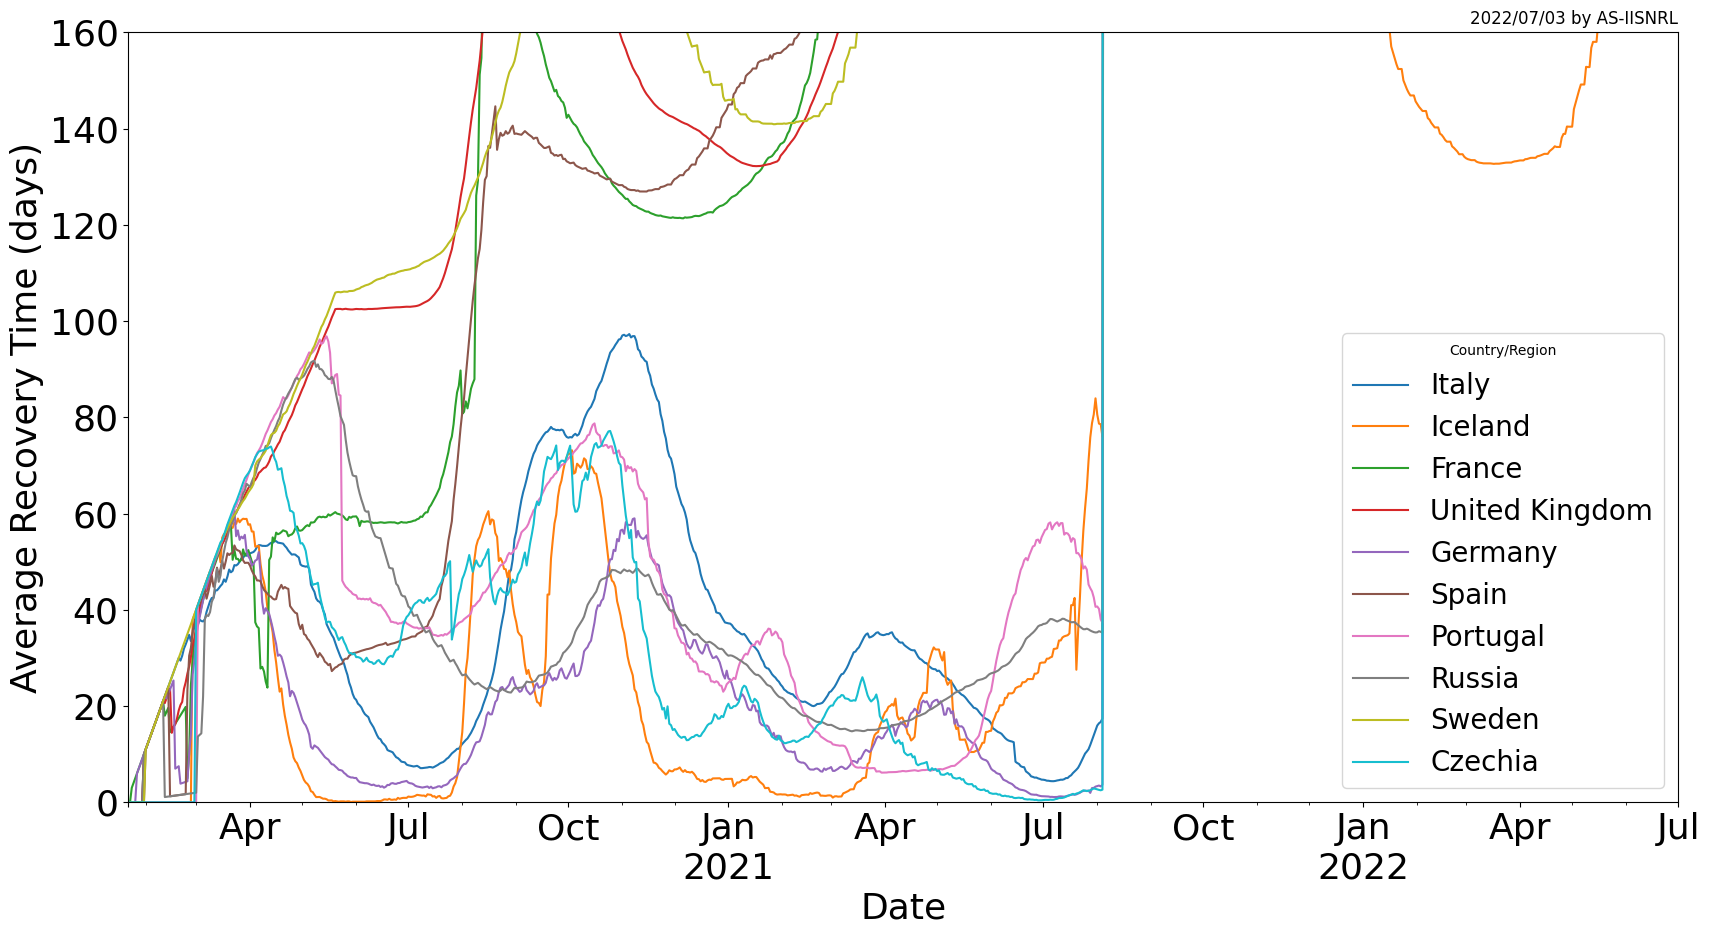 2022/07/03 by AS-IISNRL
160
140
120
100
80
60
40
20
0
Average Recovery Time (days)
Country/Region
Italy
Iceland
France
United Kingdom
Germany
Spain
Portugal
Russia
Sweden
Czechia
Apr Jul Oct Jan Apr Jul Oct Jan Apr Jul
2021 2022
Date